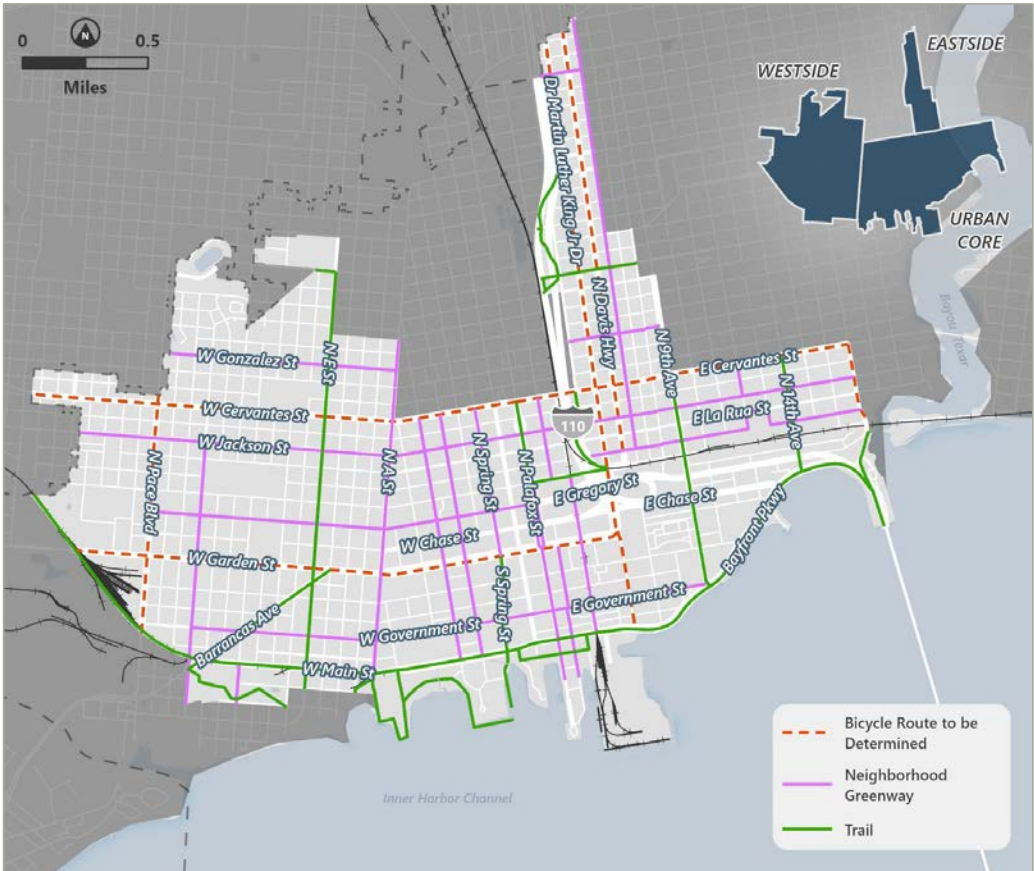 N
0
0.5
Miles
WESTSIDE
EASTSIDE
URBAN
CORE
Bayou Texar
Dr Martin Luther King Jr Dr
N Davis Hwy
N 9th Ave
E Cervantes St
N 14th Ave
E La Rua St
W Gonzalez St
N E St
W Cervantes St
W Jackson St
N Pace Blvd
N A St
N Spring St
N Palafox St
110
E Gregory St
E Chase St
W Chase St
Bayfront Pkwy
W Garden St
Barrancas Ave
W Government St
S Spring St
E Government St
W Main St
Inner Harbor Channel
Bicycle Route to be
Determined
Neighborhood
Greenway
Trail